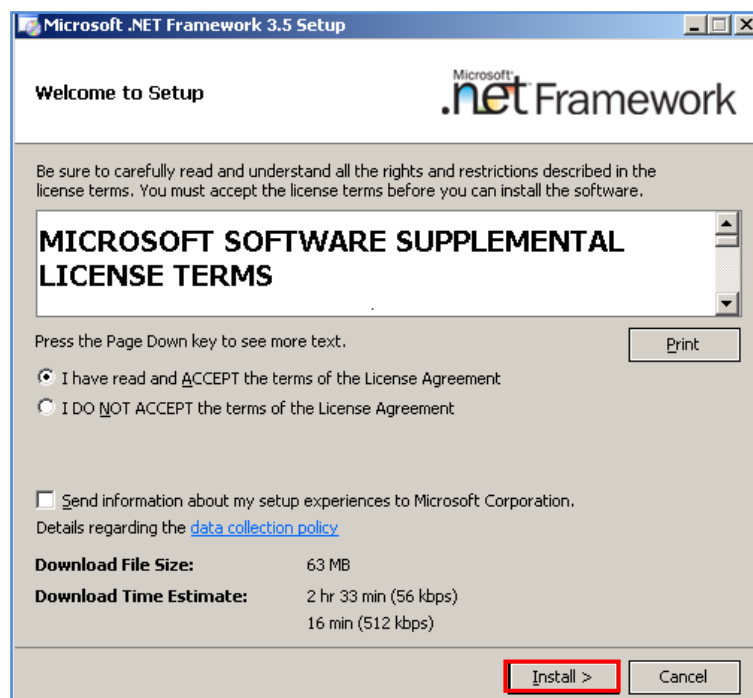 Microsoft .NET Framework 3.5 Setup
Welcome to Setup
Microsoft
.net Framework
Be sure to carefully read and understand all the rights and restrictions described in the
license terms. You must accept the license terms before you can install the software.
MICROSOFT SOFTWARE SUPPLEMENTAL
LICENSE TERMS
Press the Page Down key to see more text.
Print
I have read and ACCEPT the terms of the License Agreement
I DO NOT ACCEPT the terms of the License Agreement
Send information about my setup experiences to Microsoft Corporation.
Details regarding the data collection policy
Download File Size: 63 MB
Download Time Estimate: 2 hr 33 min (56 kbps)
16 min (512 kbps)
Install > Cancel